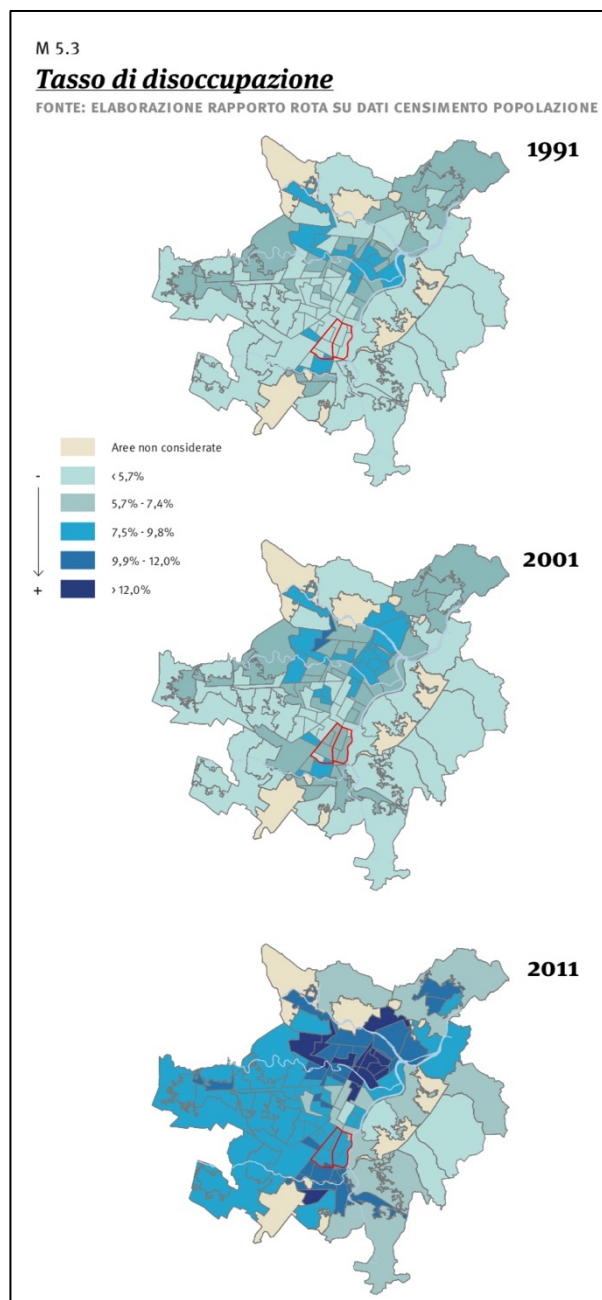 M 5.3
Tasso di disoccupazione
FONTE: ELABORAZIONE RAPPORTO ROTA SU DATI CENSIMENTO POPOLAZIONE
1991
Aree non considerate
-
< 5,7%
5,7% - 7,4%
7,5% - 9,8%
9,9% - 12,0%
+
> 12,0%
2001
2011